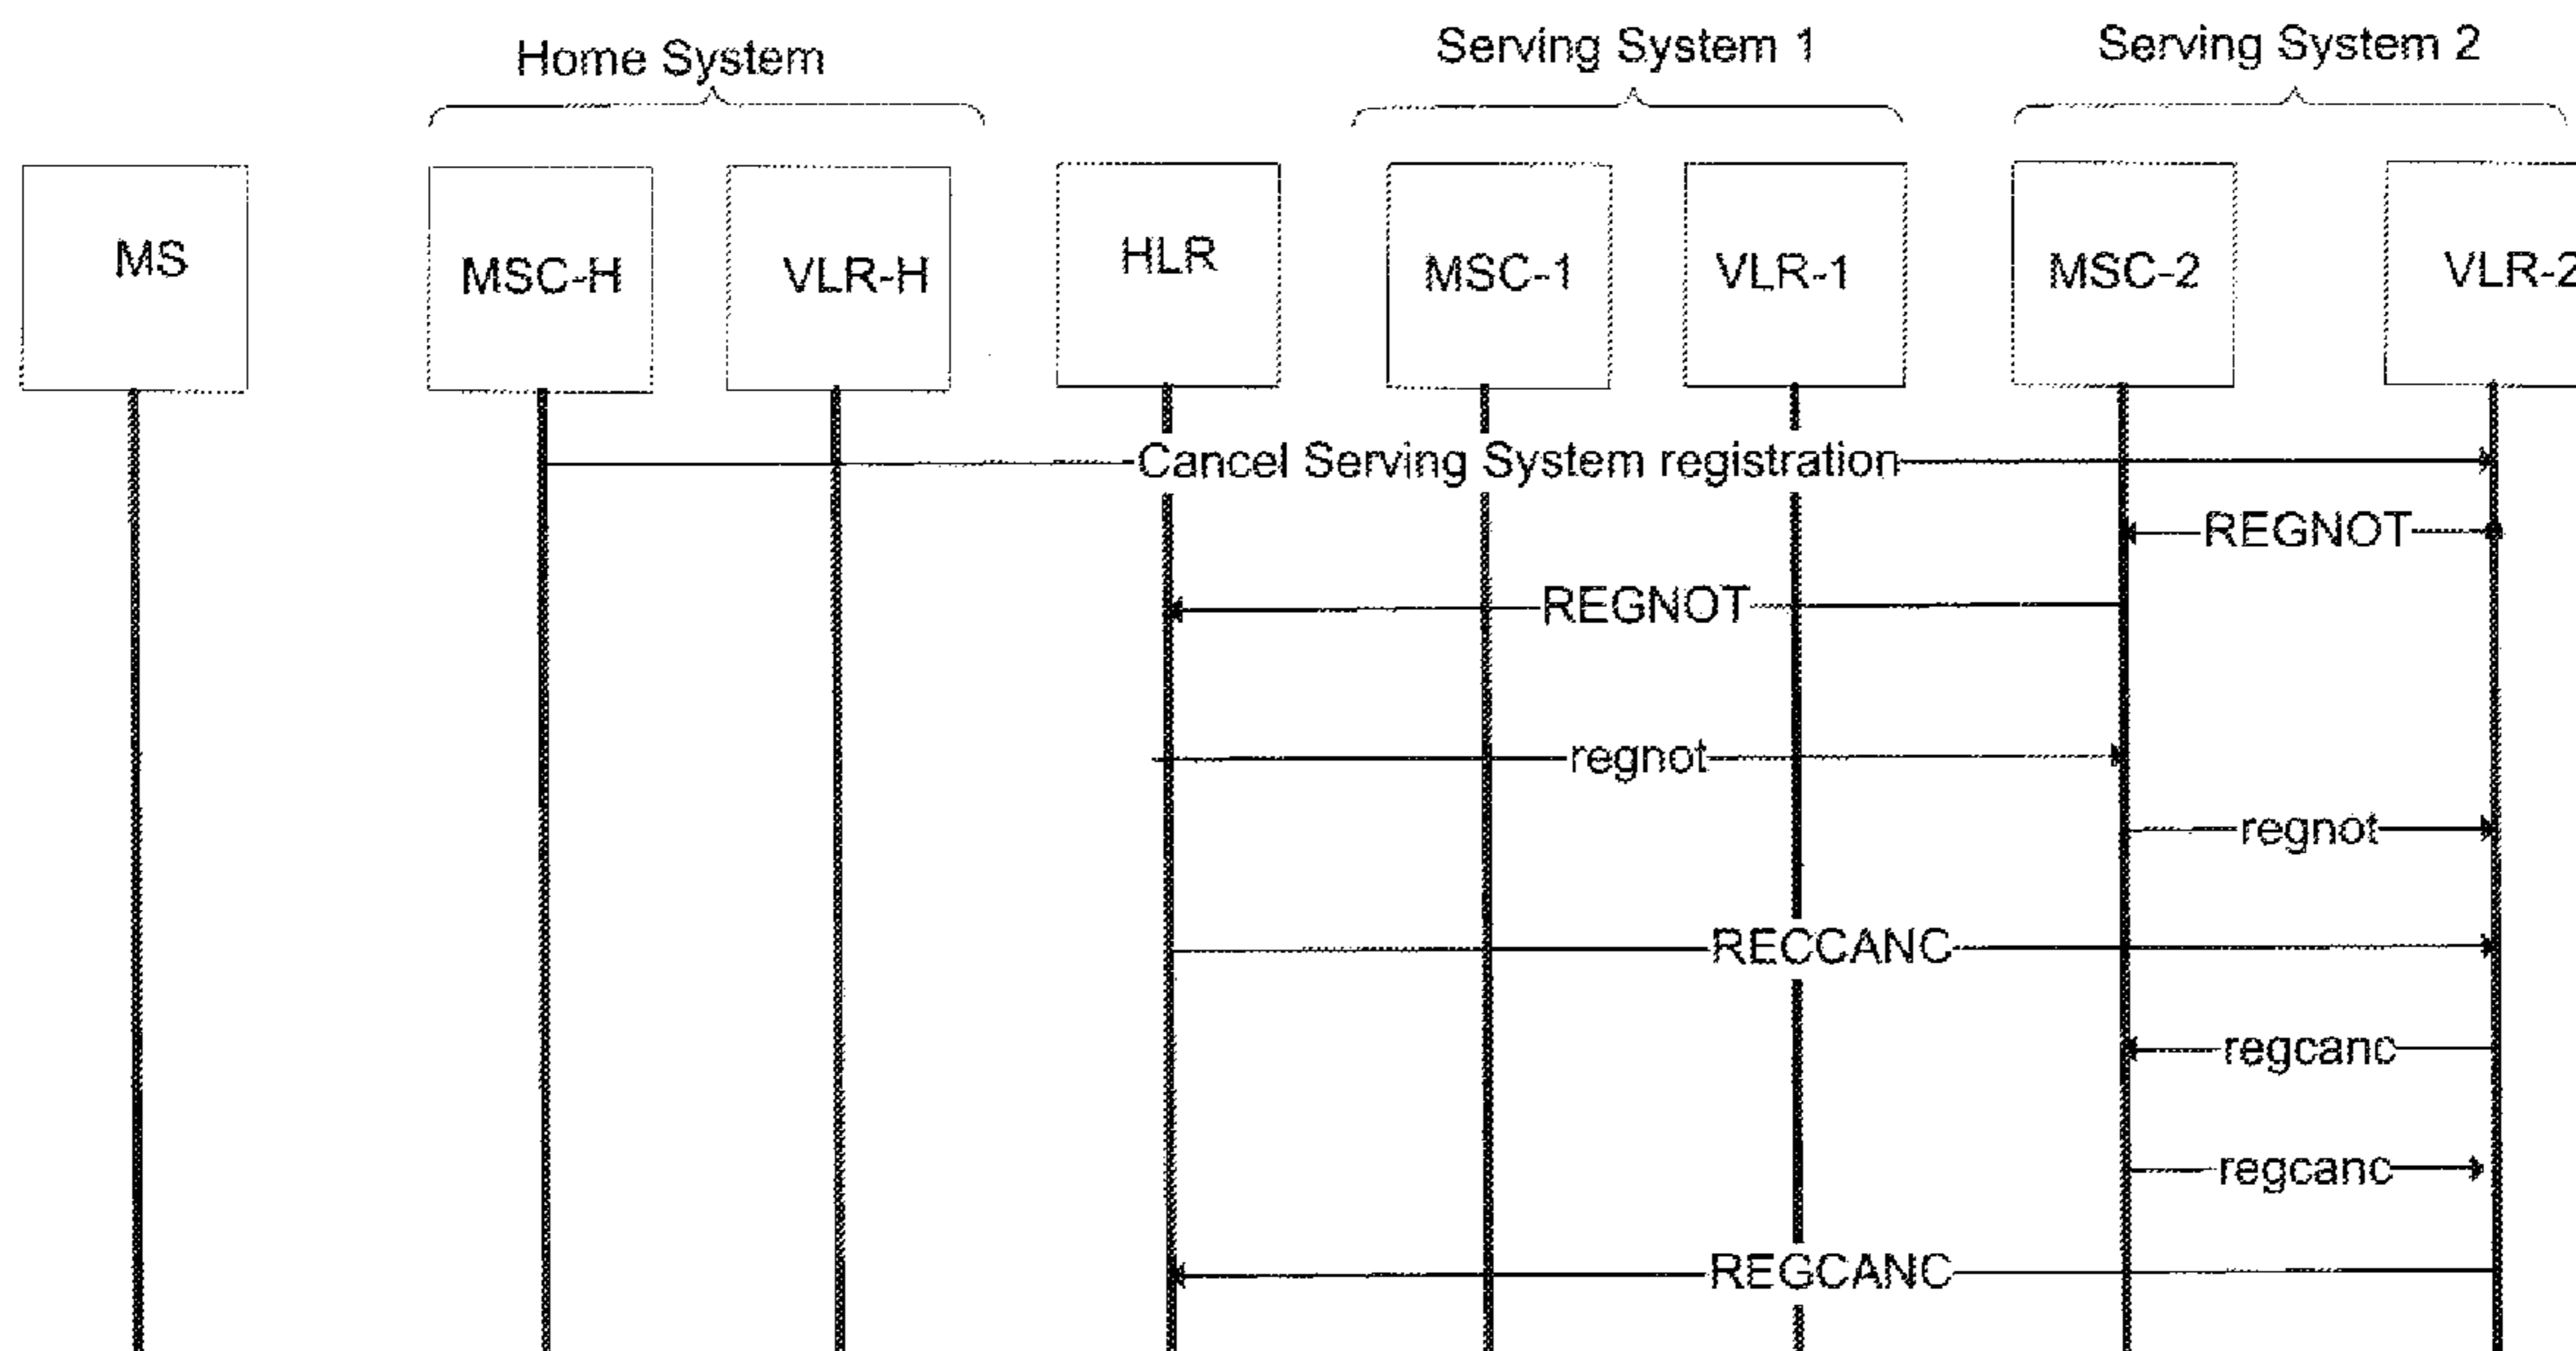 Home System
Serving System 1
Serving System 2
MS
MSC-H
VLR-H
HLR
MSC-1
VLR-1
MSC-2
VLR-2
Cancel Serving System registration
REGNOT
REGNOT
regnot
regnot
RECCANC
regcanc
regcanc
REGCANC